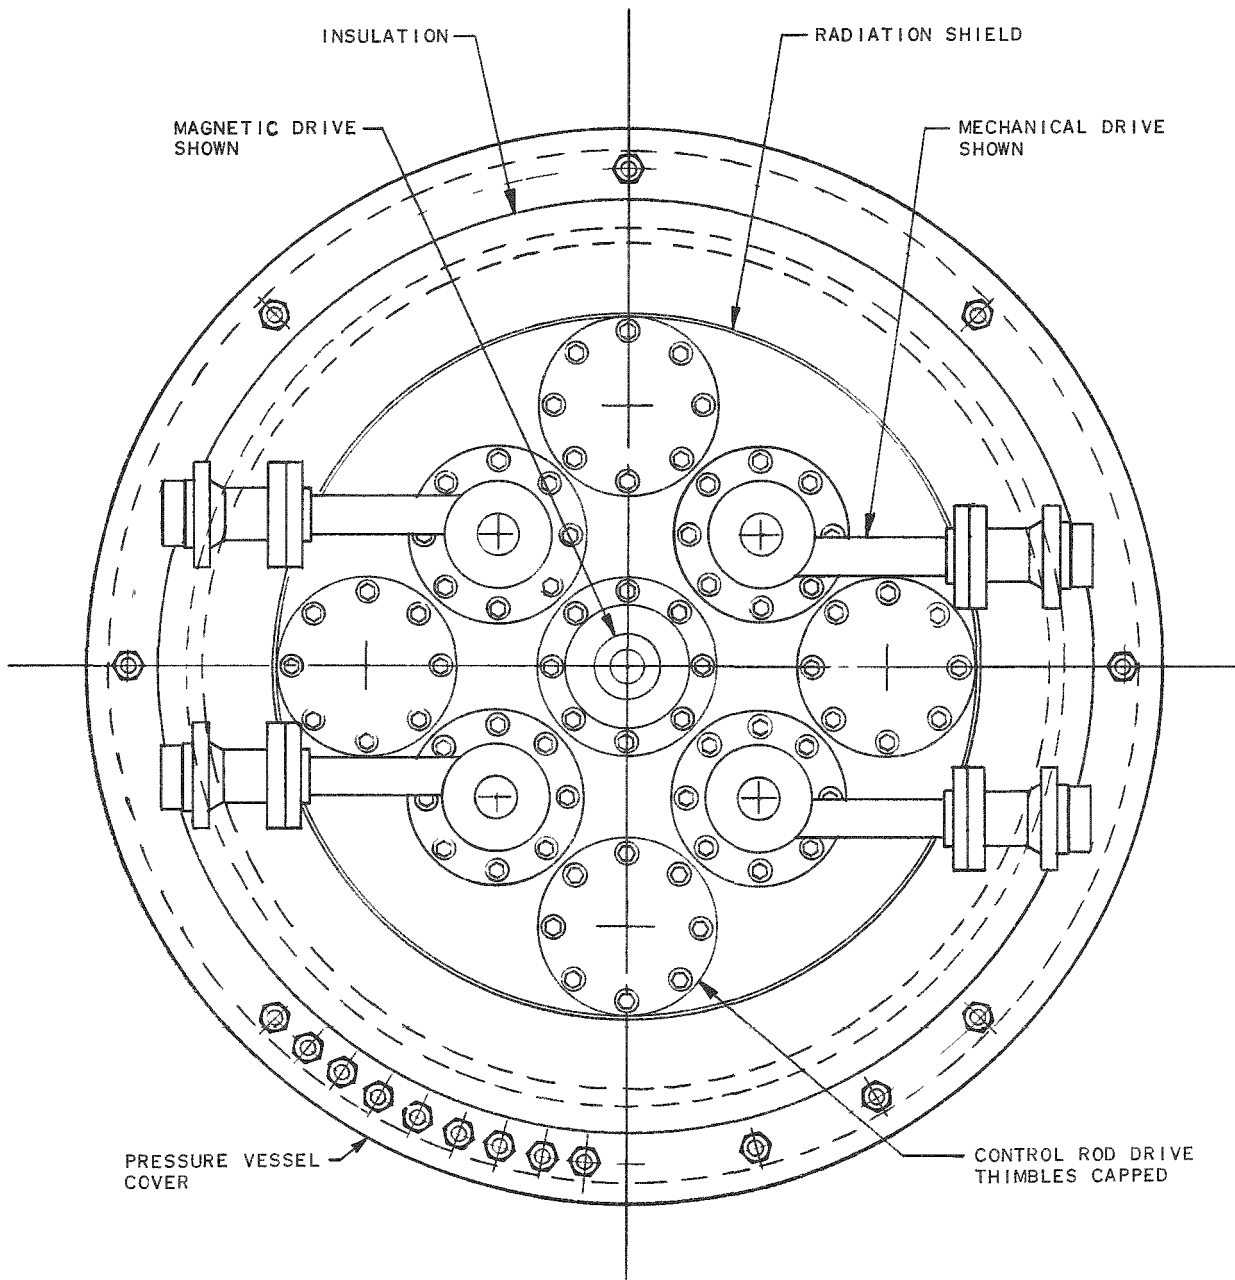 INSULATION
RADIATION SHIELD
MAGNETIC DRIVE
SHOWN
MECHANICAL DRIVE
SHOWN
PRESSURE VESSEL
COVER
CONTROL ROD DRIVE
THIMBLES CAPPED